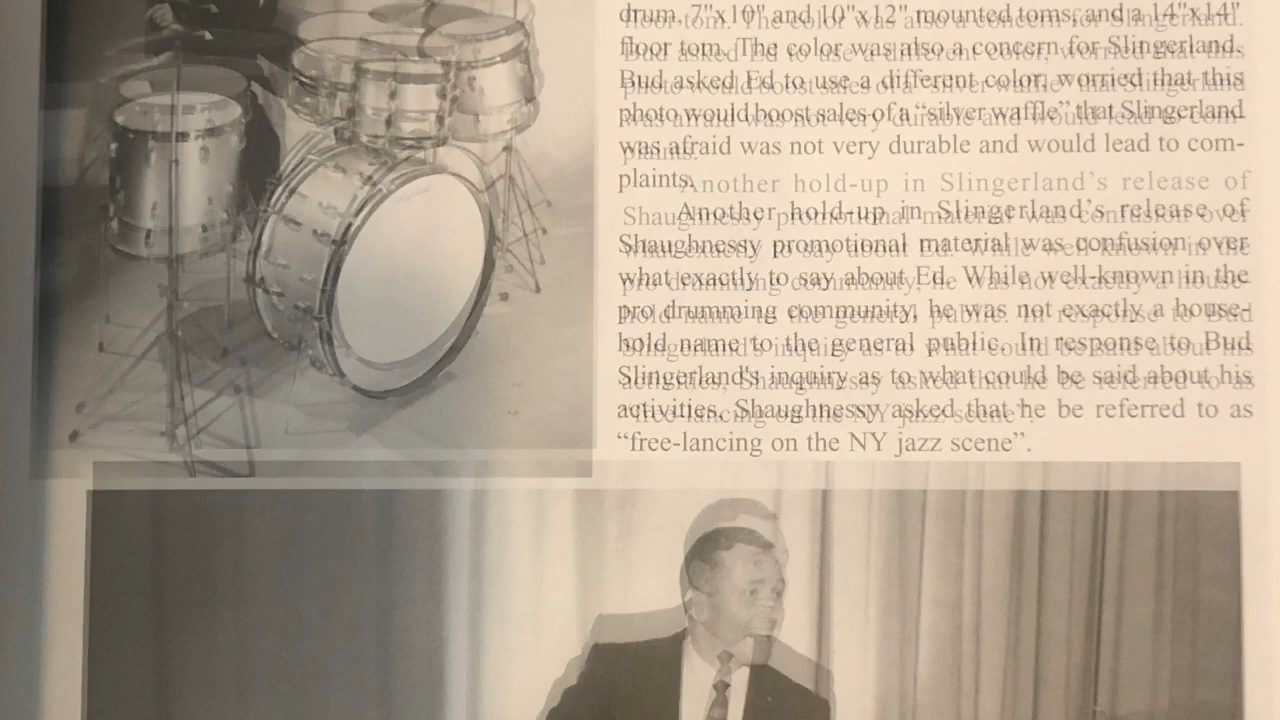 drum, 7"x10" and 10"x12" mounted toms, and a 14"x14"
floor tom. The color was also a concern for Slingerland.
Bud asked Ed to use a different color, worried that this
photo would boost sales of a “silver waffle” that Slingerland
was afraid was not very durable and would lead to com-
plaints.
Another hold-up in Slingerland’s release of
Shaughnessy promotional material was confusion over
what exactly to say about Ed. While well-known in the
pro drumming community, he was not exactly a house-
hold name to the general public. In response to Bud
Slingerland's inquiry as to what could be said about his
activities, Shaughnessy asked that he be referred to as
“free-lancing on the NY jazz scene”.